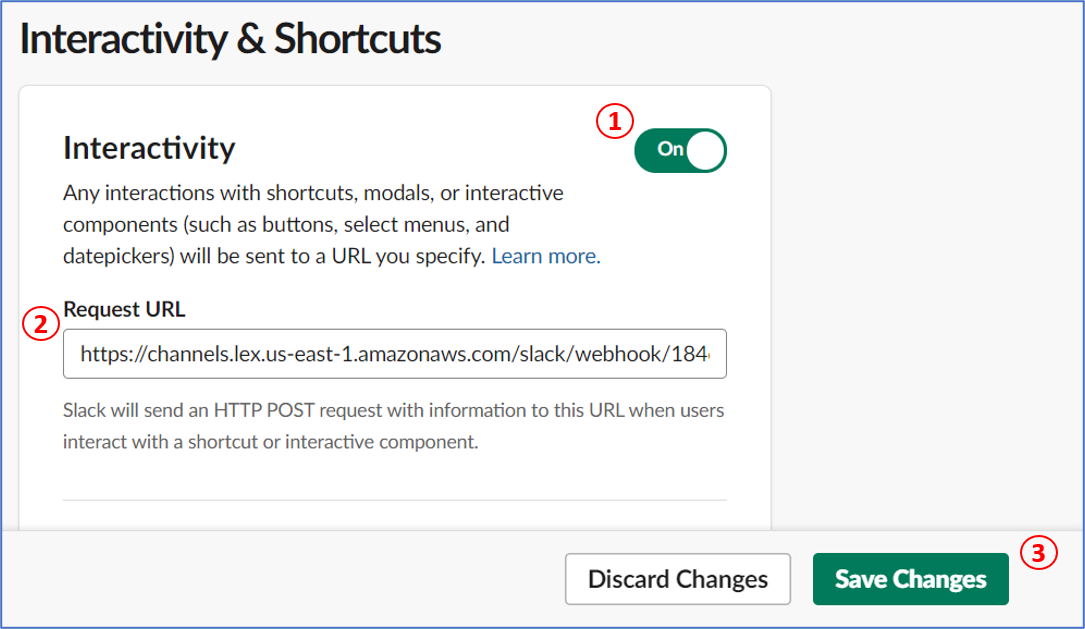 Interactivity & Shortcuts
①
Interactivity
On
Any interactions with shortcuts, modals, or interactive
components (such as buttons, select menus, and
datepickers) will be sent to a URL you specify. Learn more.
Request URL
②
https://channels.lex.us-east-1.amazonaws.com/slack/webhook/184
Slack will send an HTTP POST request with information to this URL when users
interact with a shortcut or interactive component.
③
Discard Changes
Save Changes